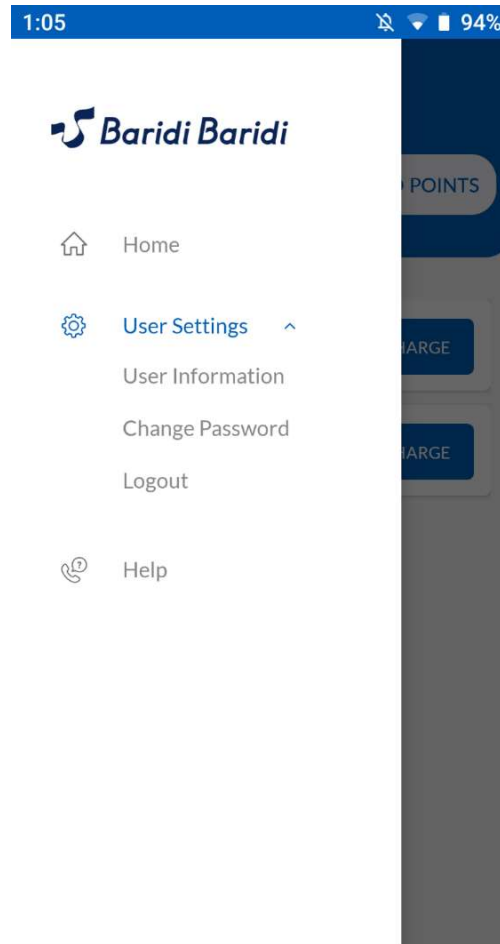 1:05 94%
Baridi Baridi
POINTS
Home
User Settings
User Information
Change Password
Logout
Help